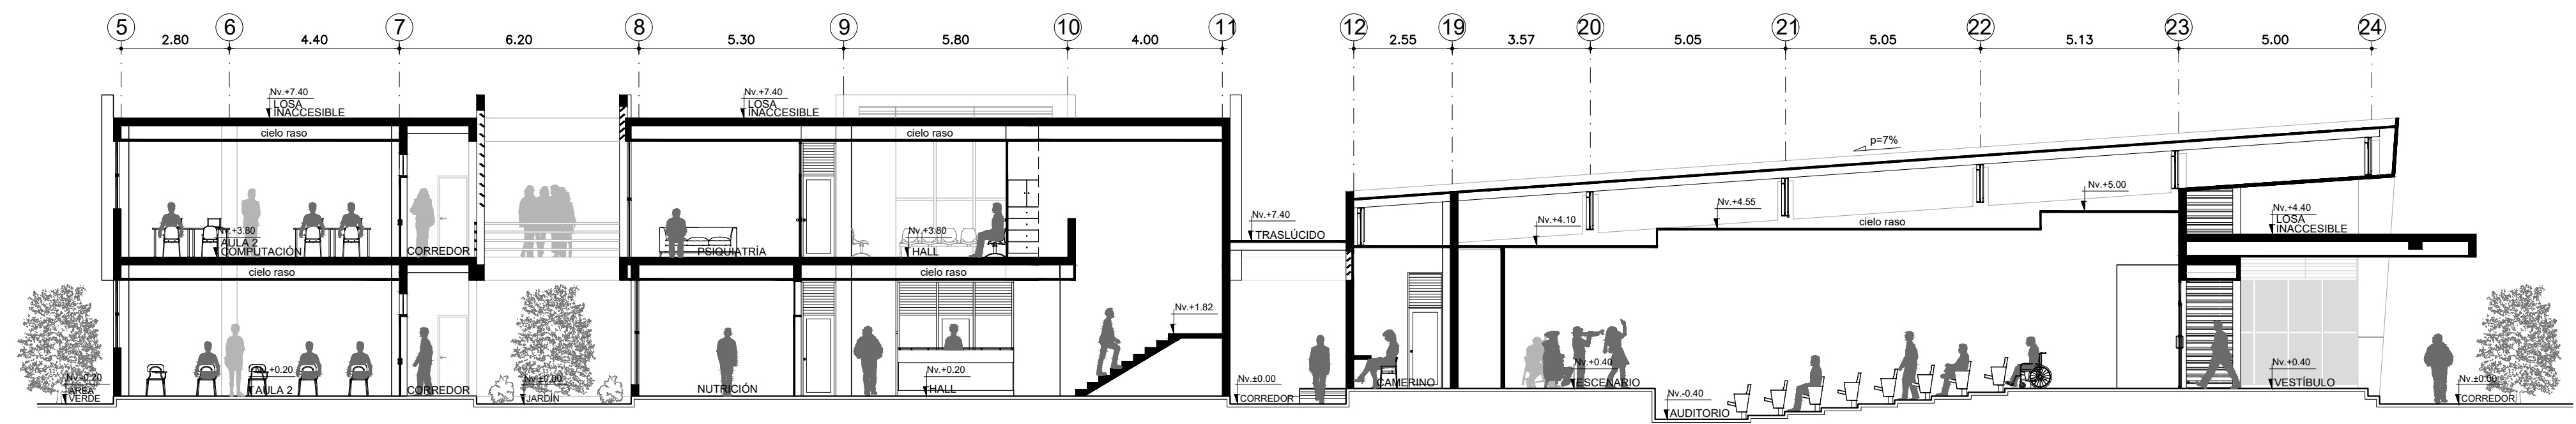 5 6 7 8 9 10 11 12 19 20 21 22 23 24
2.80 4.40 6.20 5.30 5.80 4.00 2.55 3.57 5.05 5.05 5.13 5.00
Nv.+7.40
LOSA
INACCESIBLE
Nv.+7.40
LOSA
INACCESIBLE
cielo raso
cielo raso
p=7%
Nv.+3.80
AULA 2
COMPUTACIÓN
CORREDOR
PSIQUIATRÍA
Nv.+3.80
HALL
Nv.+7.40
TRASLÚCIDO
Nv.+4.10
Nv.+4.55
cielo raso
Nv.+5.00
Nv.+4.40
LOSA
INACCESIBLE
cielo raso
cielo raso
Nv.+1.82
Nv.-0.20
ÁREA
VERDE
Nv.+0.20
AULA 2
CORREDOR
Nv.±0.00
JARDÍN
NUTRICIÓN
Nv.+0.20
HALL
Nv.±0.00
CORREDOR
CAMERINO
Nv.+0.40
ESCENARIO
Nv.-0.40
AUDITORIO
Nv.+0.40
VESTÍBULO
Nv.±0.00
CORREDOR